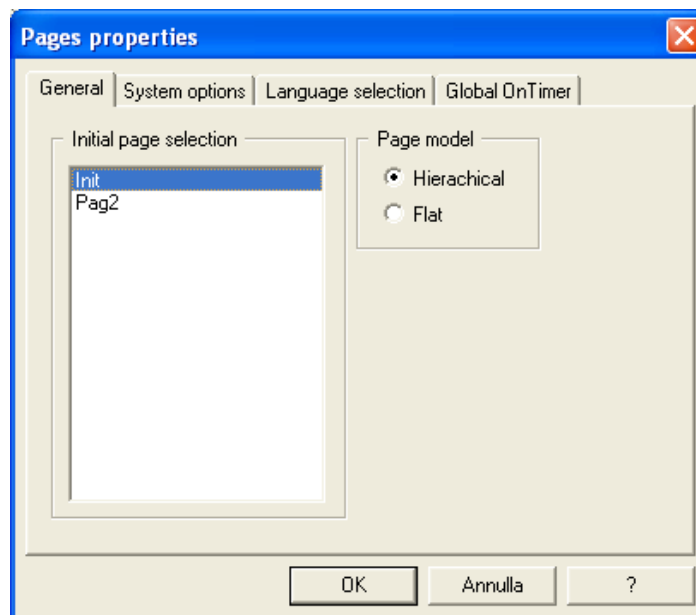 Pages properties
General System options Language selection Global OnTimer
Initial page selection
Init
Pag2
Page model
Hierachical
Flat
OK Annulla ?